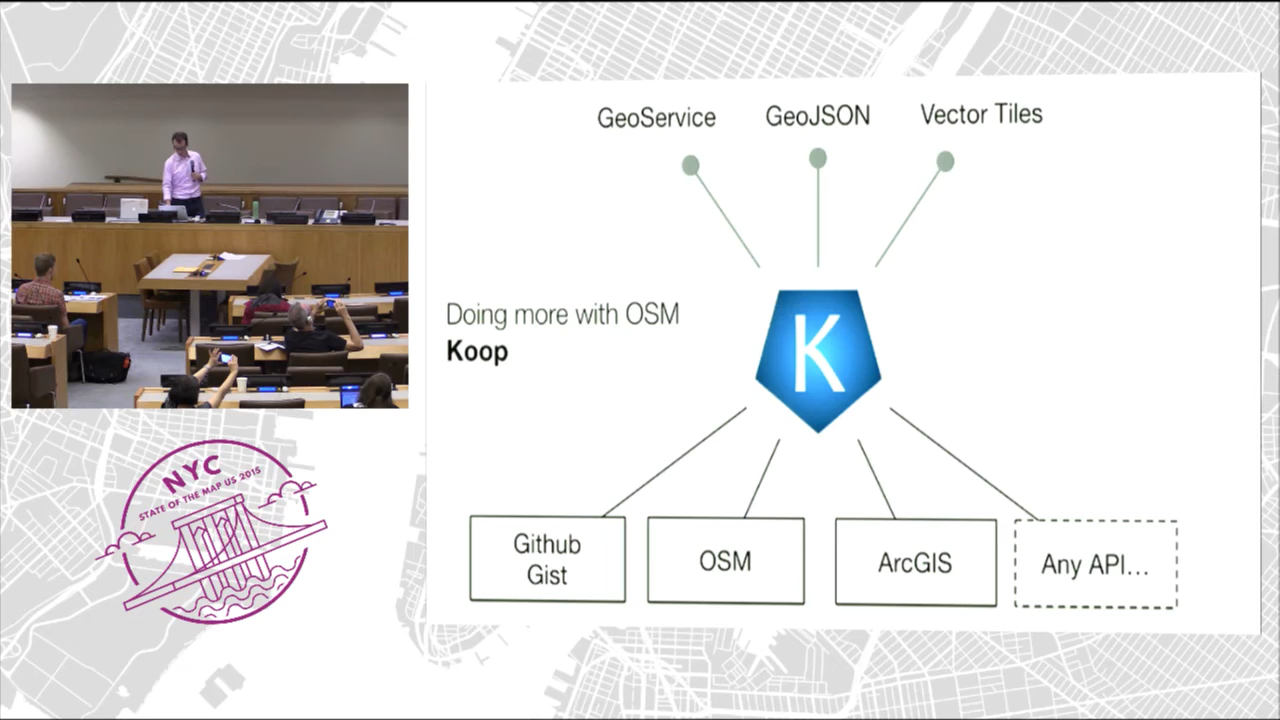 GeoService
GeoJSON
Vector Tiles
Doing more with OSM
Koop
K
Github
Gist
OSM
ArcGIS
Any API...
NYC
STATE OF THE MAP US 2015